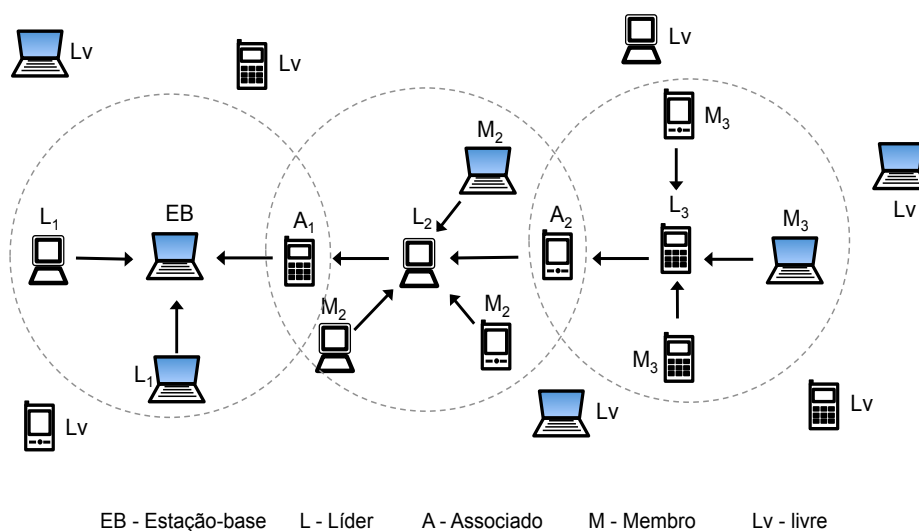 Lv
Lv
Lv
M₃
M₂
Lv
L₁
EB
A₁
L₂
A₂
L₃
M₃
M₂
M₂
L₁
M₃
Lv
Lv
Lv
EB - Estação-base L - Líder A - Associado M - Membro Lv - livre